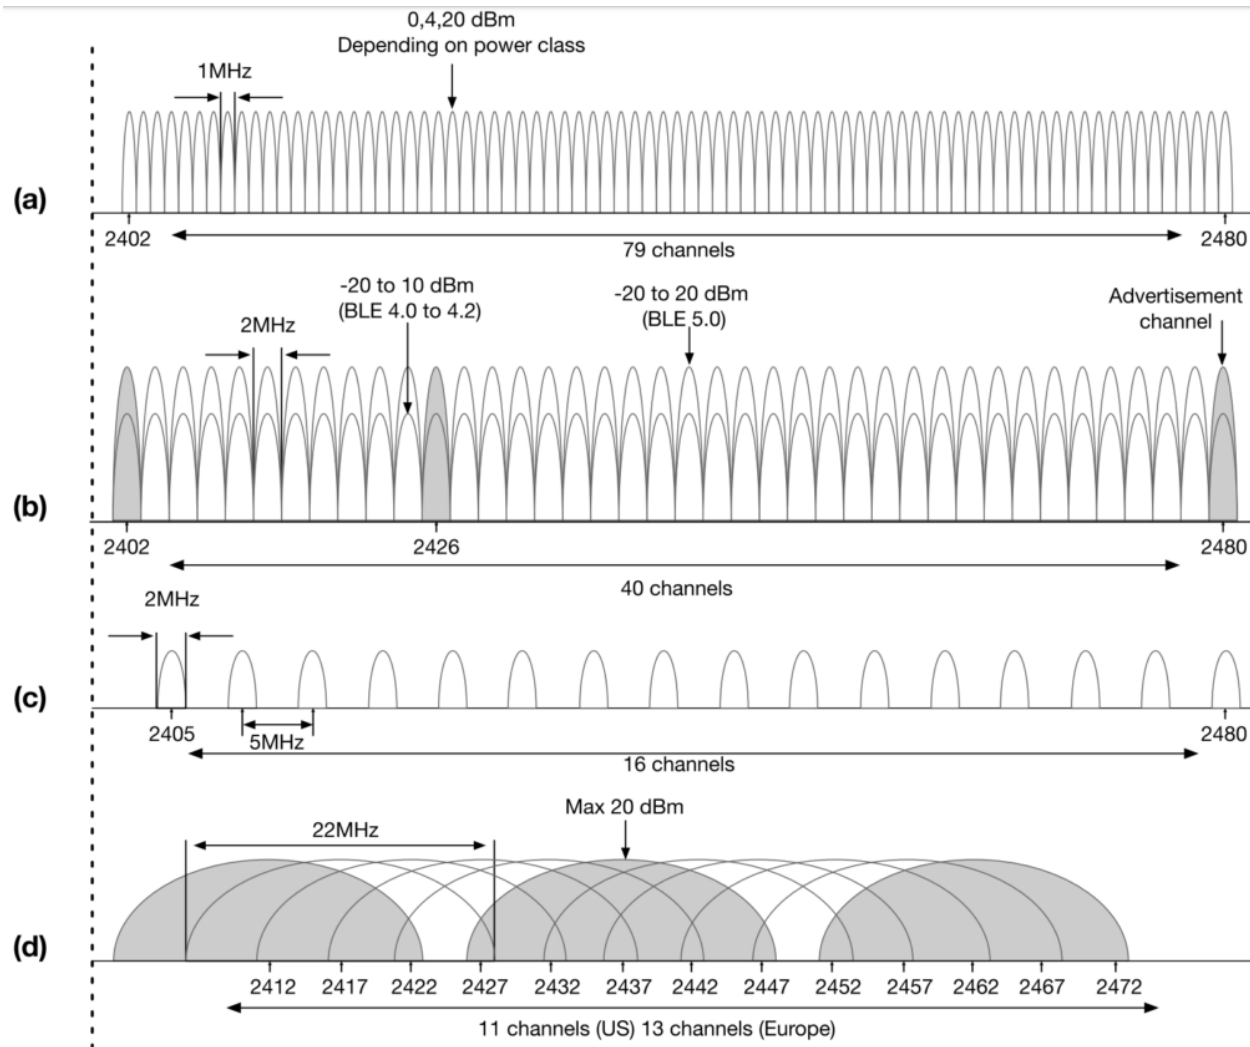 0,4,20 dBm
Depending on power class
1MHz
(a)
2402
2480
79 channels
-20 to 10 dBm
(BLE 4.0 to 4.2)
-20 to 20 dBm
(BLE 5.0)
Advertisement
channel
2MHz
(b)
2402
2426
2480
40 channels
2MHz
(c)
2405
5MHz
2480
16 channels
Max 20 dBm
22MHz
(d)
2412
2417
2422
2427
2432
2437
2442
2447
2452
2457
2462
2467
2472
11 channels (US) 13 channels (Europe)